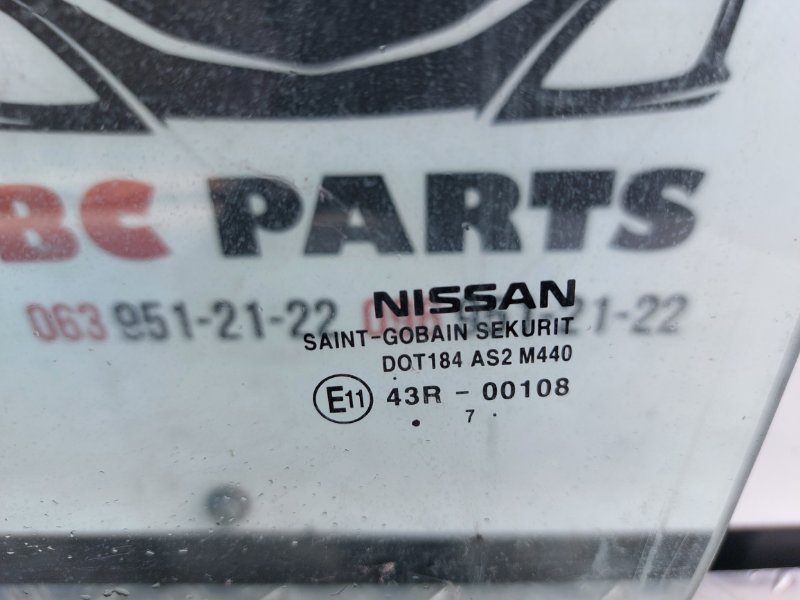 BC PARTS
063 951-21-22
NISSAN
SAINT-GOBAIN SEKURIT
DOT184 AS2 M440
E11 43R - 00108
. 7 .